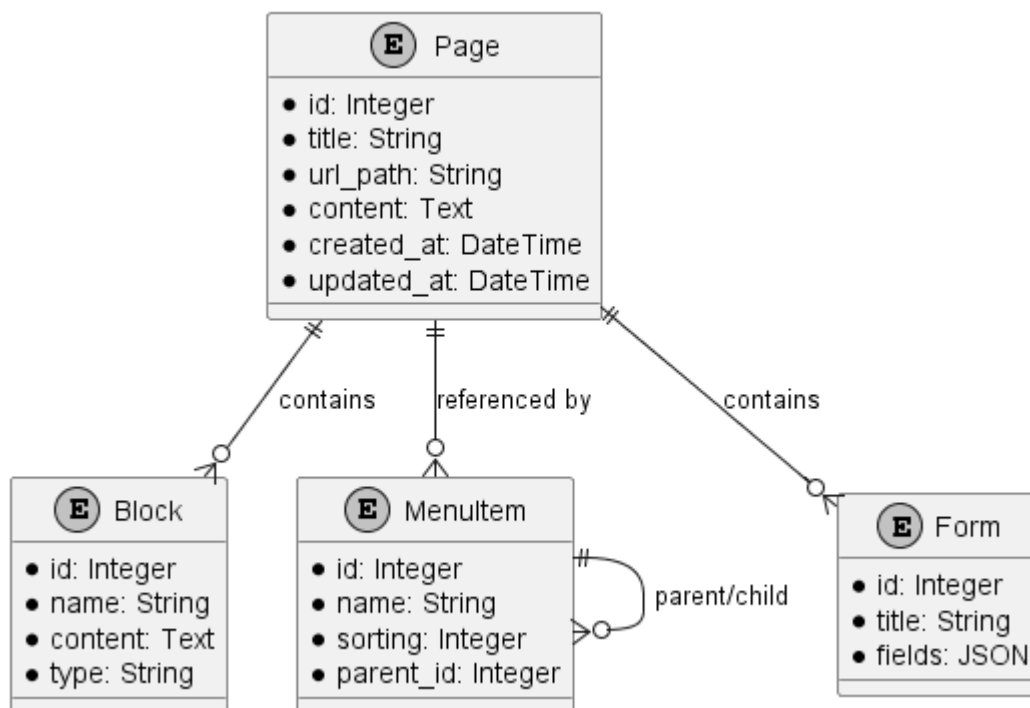 E Page
id: Integer
title: String
url_path: String
content: Text
created_at: DateTime
updated_at: DateTime
contains
referenced by
contains
E Block
id: Integer
name: String
content: Text
type: String
E MenuItem
id: Integer
name: String
sorting: Integer
parent_id: Integer
parent/child
E Form
id: Integer
title: String
fields: JSON